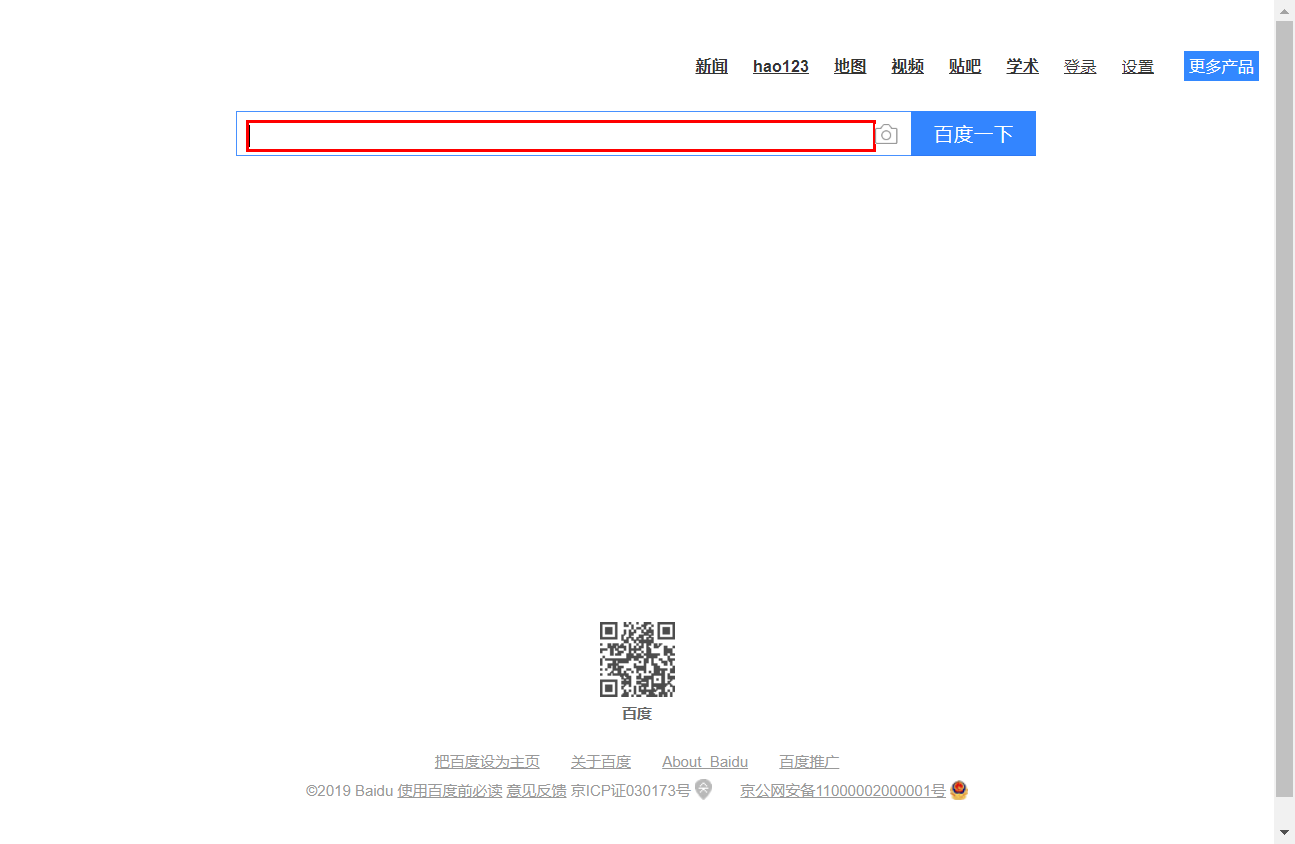 新闻 hao123 地图 视频 贴吧 学术 登录 设置 更多产品
百度一下
百度
把百度设为主页 关于百度 About Baidu 百度推广
©2019 Baidu 使用百度前必读 意见反馈 京ICP证030173号 京公网安备11000002000001号